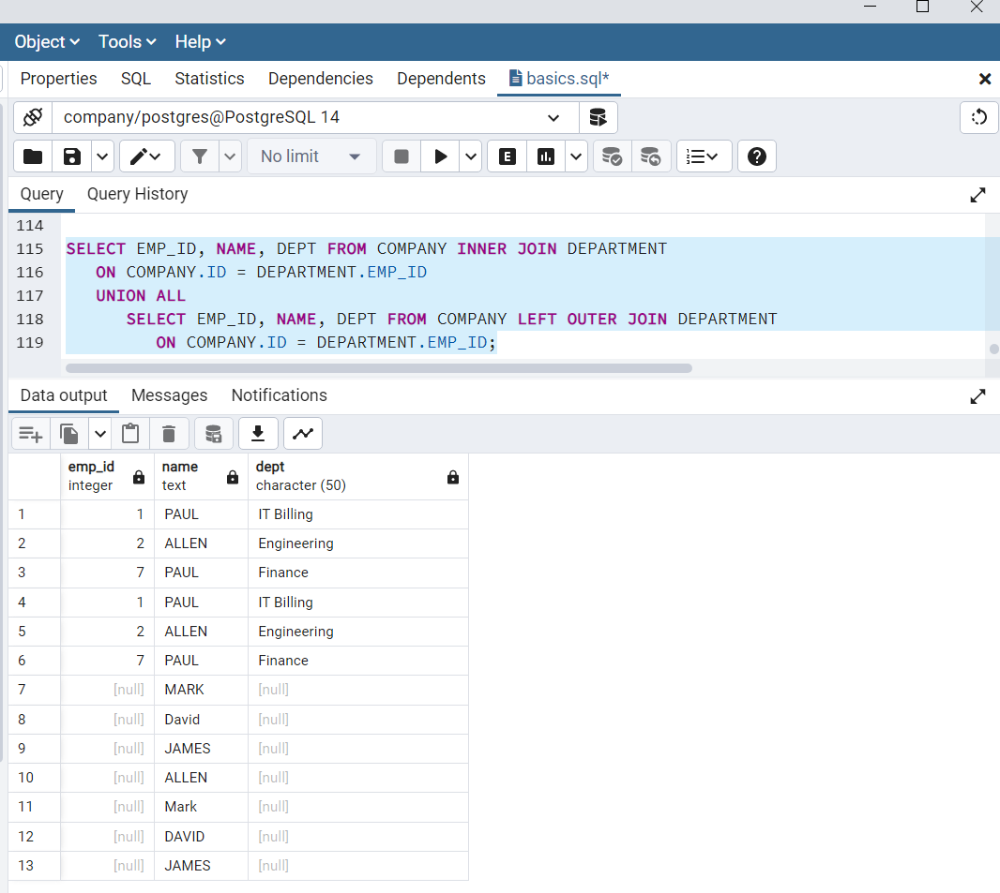 Object Tools Help
Properties SQL Statistics Dependencies Dependents basics.sql*
company/postgres@PostgreSQL 14
No limit E
Query Query History
114
115 SELECT EMP_ID, NAME, DEPT FROM COMPANY INNER JOIN DEPARTMENT
116 ON COMPANY.ID = DEPARTMENT.EMP_ID
117 UNION ALL
118 SELECT EMP_ID, NAME, DEPT FROM COMPANY LEFT OUTER JOIN DEPARTMENT
119 ON COMPANY.ID = DEPARTMENT.EMP_ID;
Data output Messages Notifications
emp_id name dept
integer text character (50)
1 1 PAUL IT Billing
2 2 ALLEN Engineering
3 7 PAUL Finance
4 1 PAUL IT Billing
5 2 ALLEN Engineering
6 7 PAUL Finance
7 [null] MARK [null]
8 [null] David [null]
9 [null] JAMES [null]
10 [null] ALLEN [null]
11 [null] Mark [null]
12 [null] DAVID [null]
13 [null] JAMES [null]